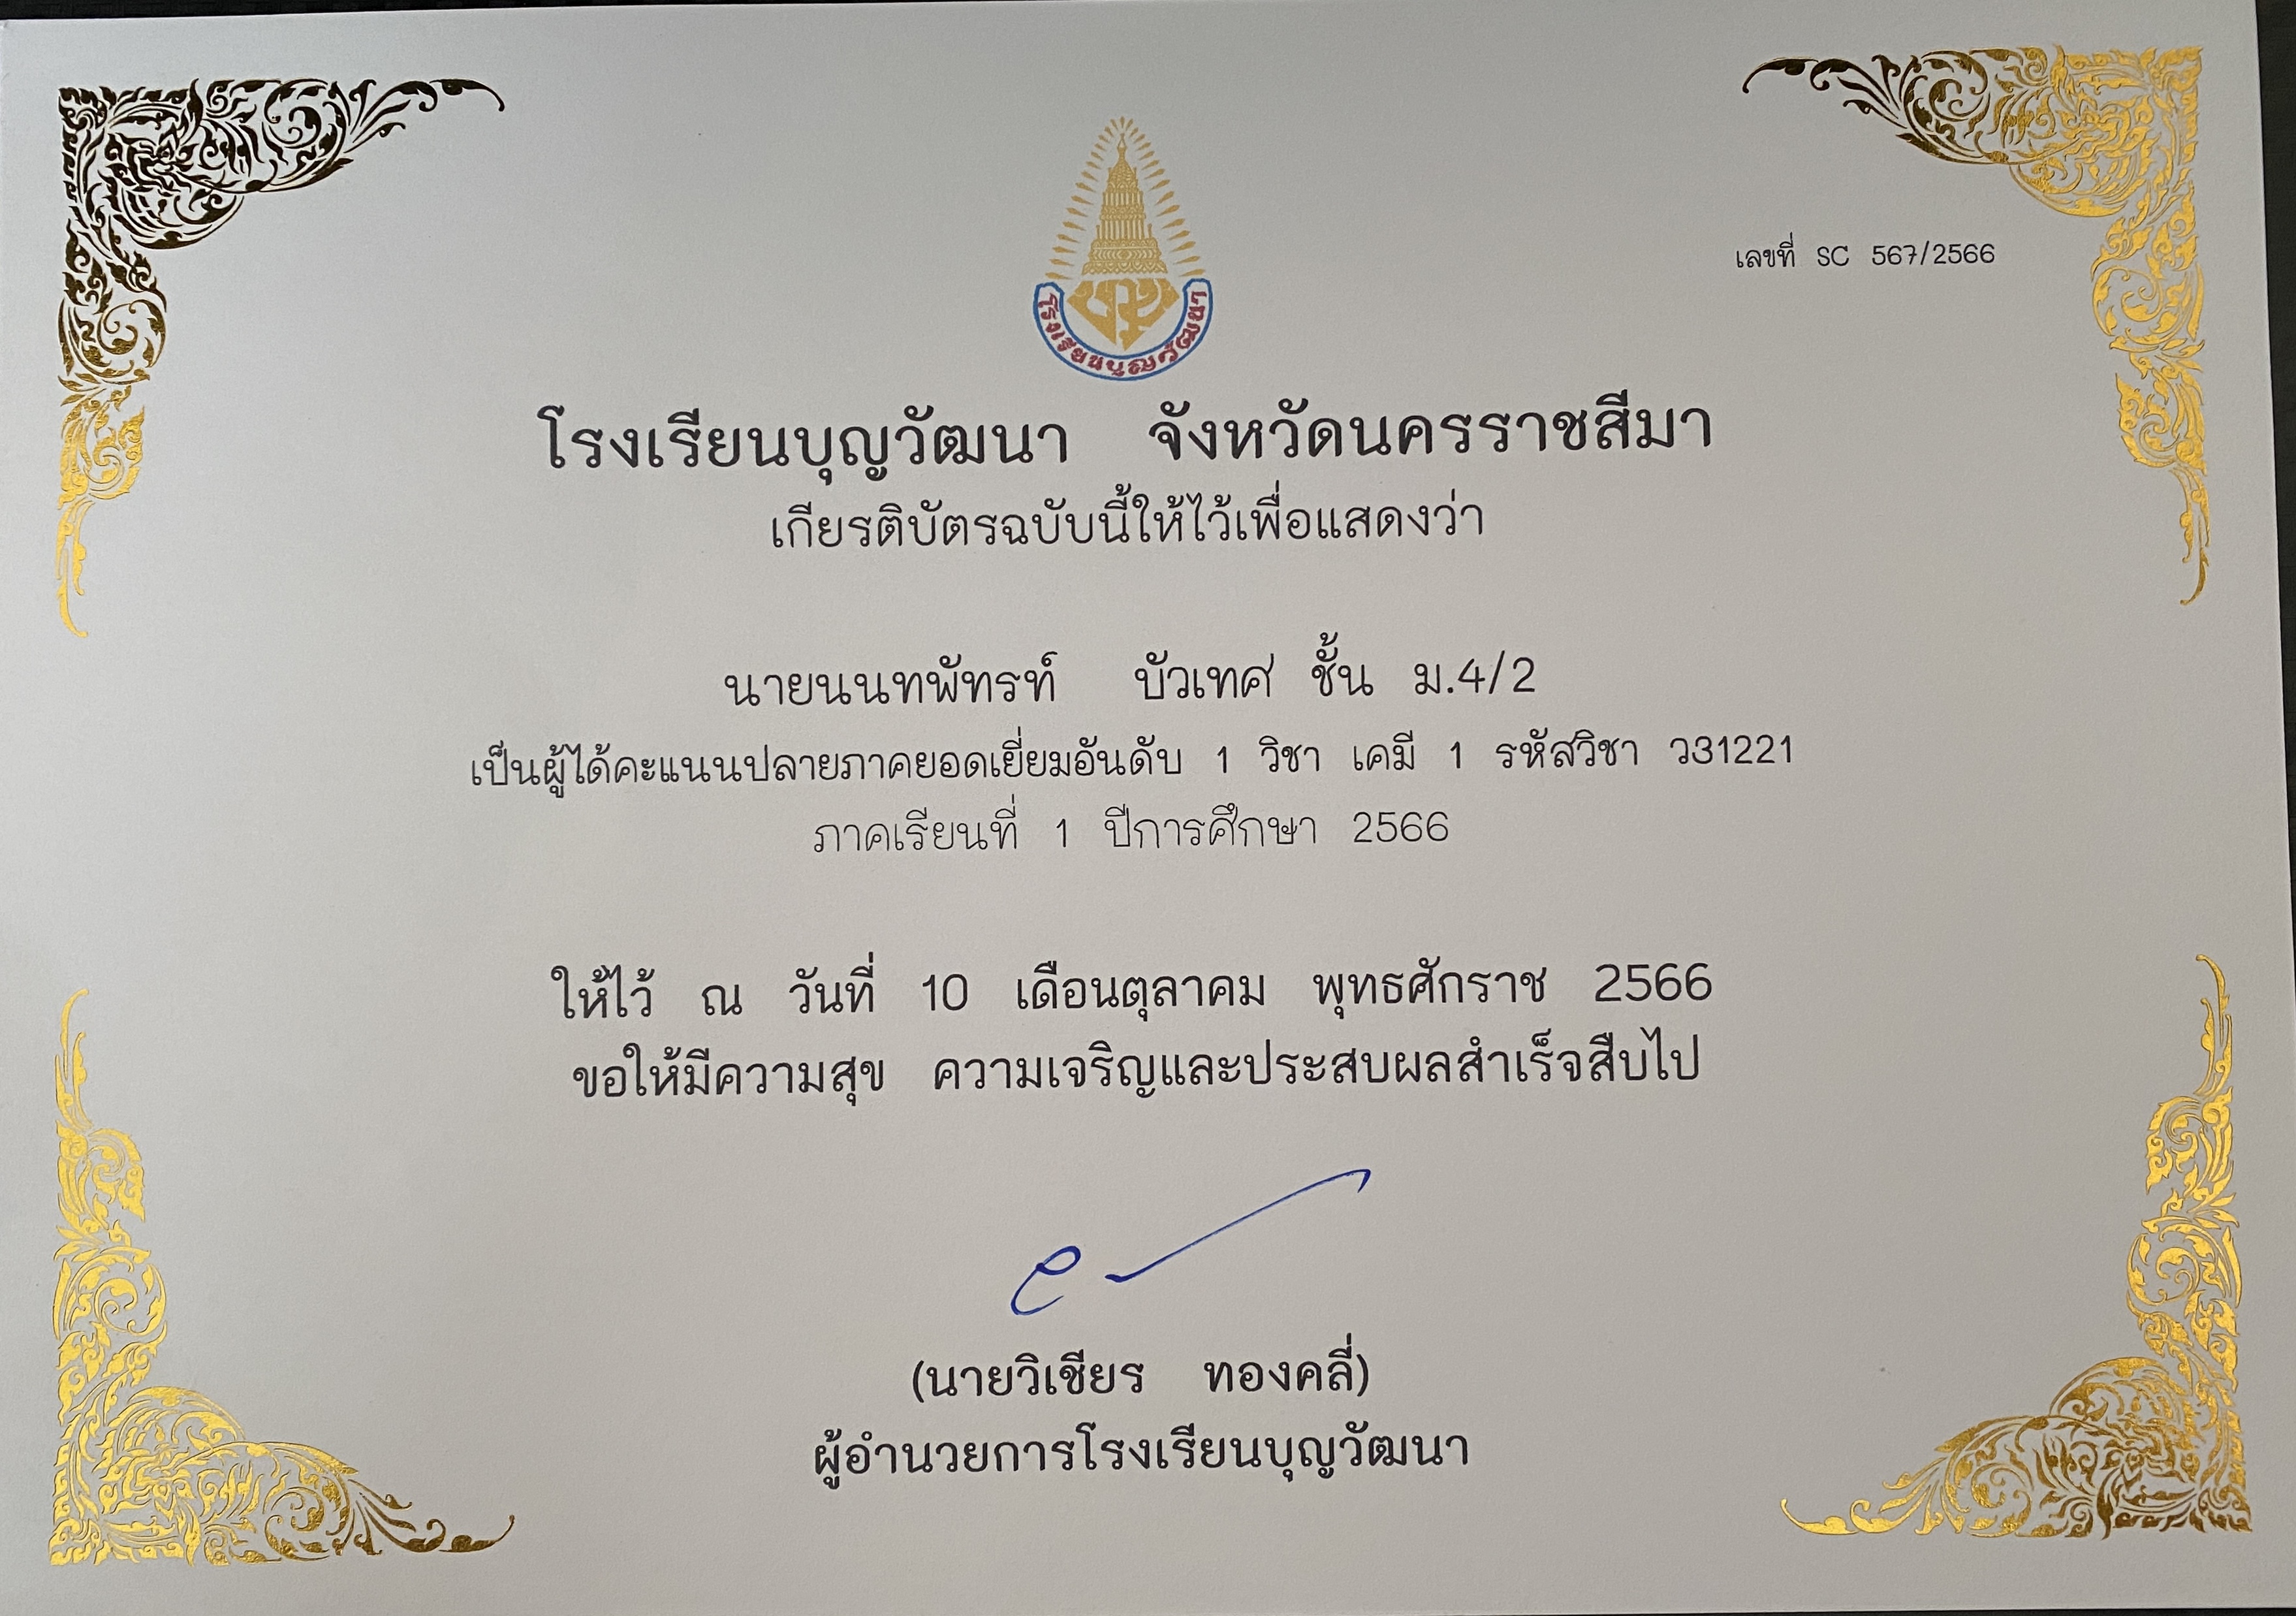 โรงเรียนบุญวัฒนา
เลขที่ SC 567/2566
โรงเรียนบุญวัฒนา จังหวัดนครราชสีมา
เกียรติบัตรฉบับนี้ให้ไว้เพื่อแสดงว่า
นายนนทพัทรท์ บัวเทศ ชั้น ม.4/2
เป็นผู้ได้คะแนนปลายภาคยอดเยี่ยมอันดับ 1 วิชา เคมี 1 รหัสวิชา ว31221
ภาคเรียนที่ 1 ปีการศึกษา 2566
ให้ไว้ ณ วันที่ 10 เดือนตุลาคม พุทธศักราช 2566
ขอให้มีความสุข ความเจริญและประสบผลสำเร็จสืบไป
(นายวิเชียร ทองคลี่)
ผู้อำนวยการโรงเรียนบุญวัฒนา